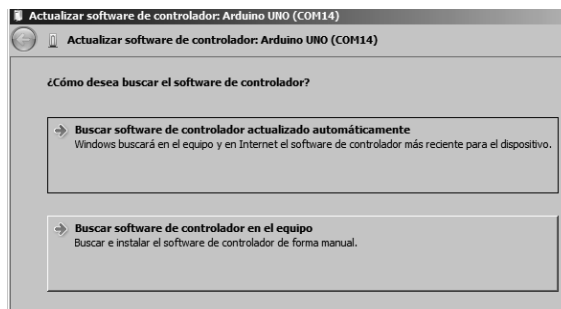 Actualizar software de controlador: Arduino UNO (COM14)
Actualizar software de controlador: Arduino UNO (COM14)
¿Cómo desea buscar el software de controlador?
Buscar software de controlador actualizado automáticamente
Windows buscará en el equipo y en Internet el software de controlador más reciente para el dispositivo.
Buscar software de controlador en el equipo
Buscar e instalar el software de controlador de forma manual.